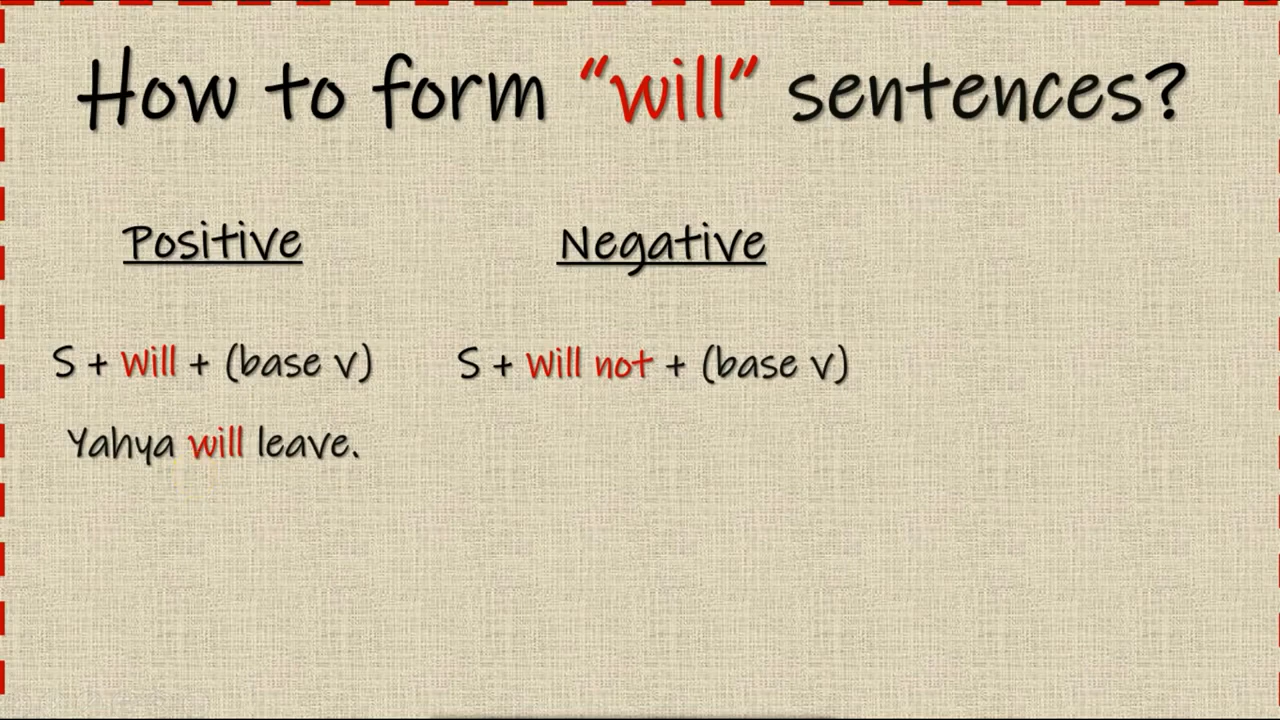 How to form “will” sentences?
Positive
Negative
S + Will + (base v)
S + Will not + (base v)
Yahya will leave.